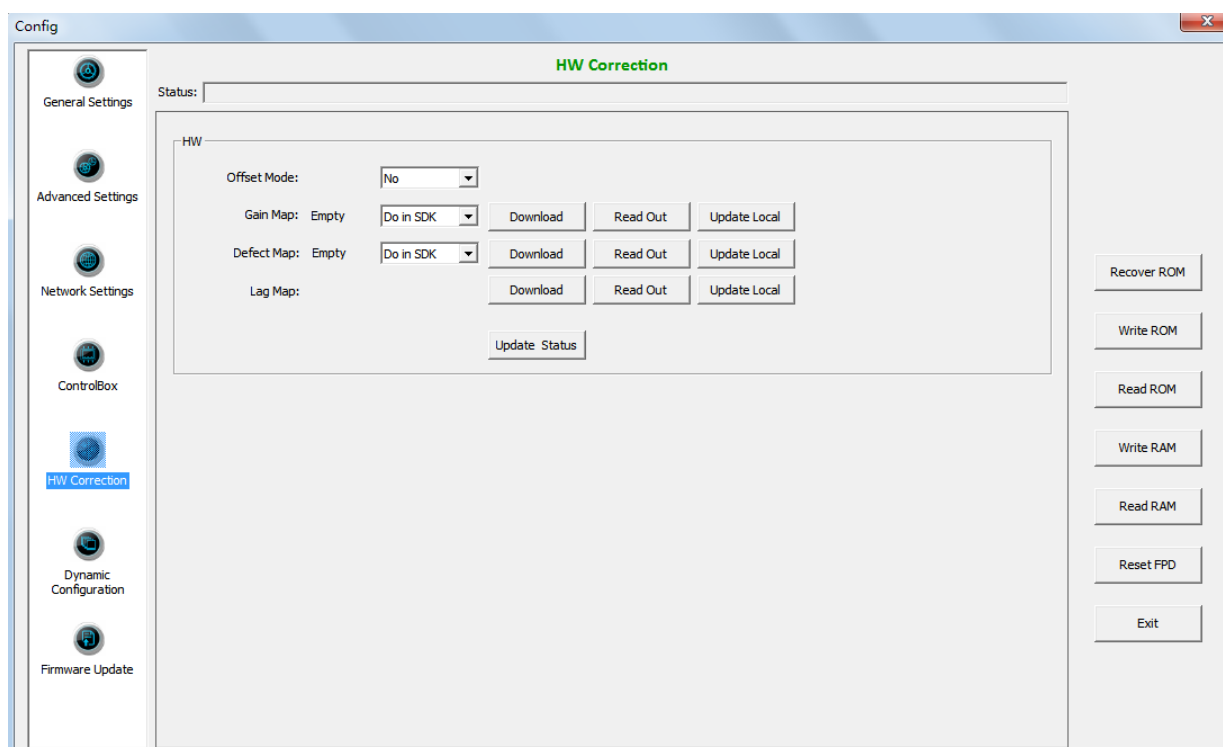 Config
General Settings
Advanced Settings
Network Settings
ControlBox
HW Correction
Dynamic
Configuration
Firmware Update
HW Correction
Status:
HW
Offset Mode: No
Gain Map: Empty Do in SDK Download Read Out Update Local
Defect Map: Empty Do in SDK Download Read Out Update Local
Lag Map: Download Read Out Update Local
Update Status
Recover ROM
Write ROM
Read ROM
Write RAM
Read RAM
Reset FPD
Exit